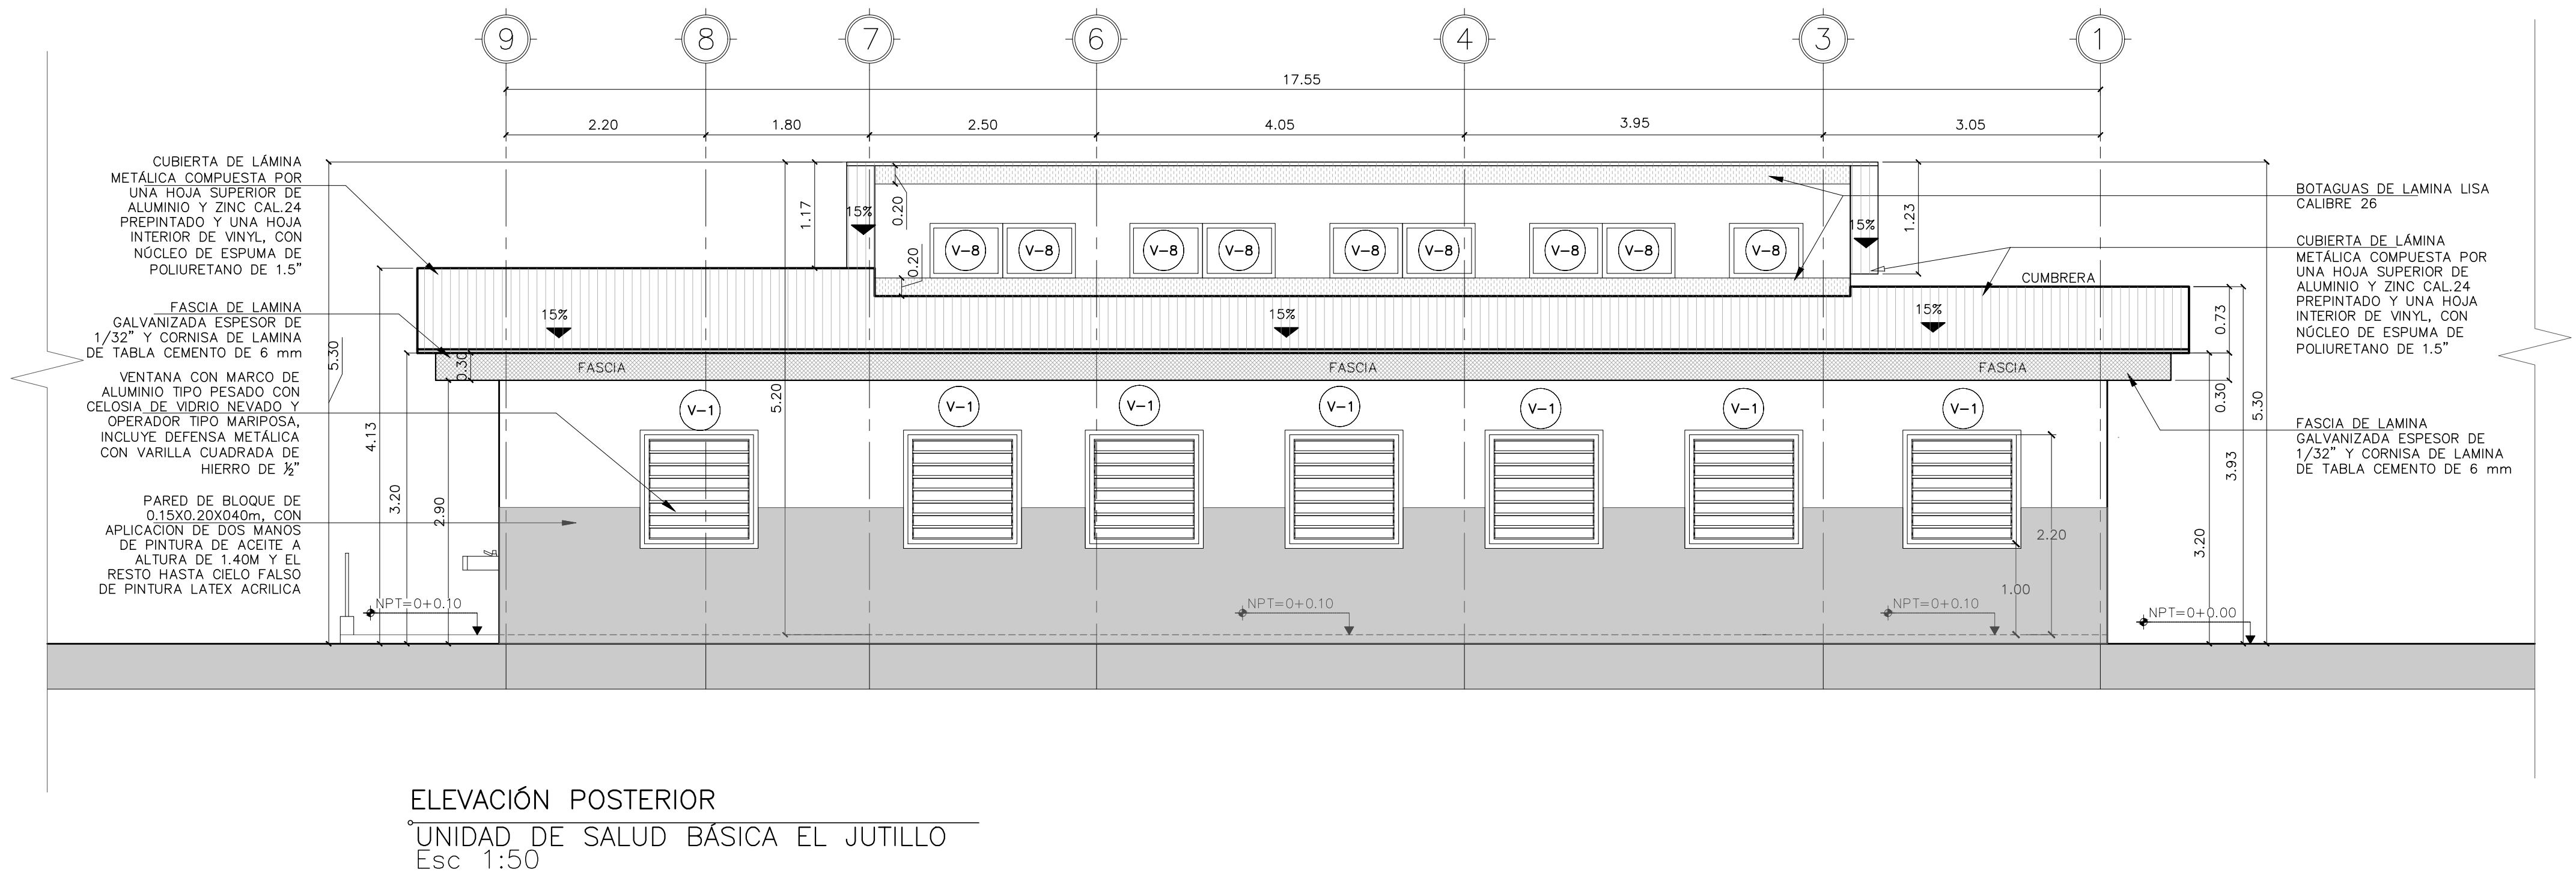 9 8 7 6 4 3 1
17.55
2.20 1.80 2.50 4.05 3.95 3.05
CUBIERTA DE LÁMINA
METÁLICA COMPUESTA POR
UNA HOJA SUPERIOR DE
ALUMINIO Y ZINC CAL.24
PREPINTADO Y UNA HOJA
INTERIOR DE VINYL, CON
NÚCLEO DE ESPUMA DE
POLIURETANO DE 1.5”
FASCIA DE LAMINA
GALVANIZADA ESPESOR DE
1/32” Y CORNISA DE LAMINA
DE TABLA CEMENTO DE 6 mm
VENTANA CON MARCO DE
ALUMINIO TIPO PESADO CON
CELOSIA DE VIDRIO NEVADO Y
OPERADOR TIPO MARIPOSA,
INCLUYE DEFENSA METÁLICA
CON VARILLA CUADRADA DE
HIERRO DE ½”
PARED DE BLOQUE DE
0.15X0.20X040m, CON
APLICACION DE DOS MANOS
DE PINTURA DE ACEITE A
ALTURA DE 1.40M Y EL
RESTO HASTA CIELO FALSO
DE PINTURA LATEX ACRILICA
5.30
4.13
3.20
2.90
0.30
5.20
1.17
15%
0.20
0.20
V-8 V-8 V-8 V-8 V-8 V-8 V-8 V-8 V-8
15%
1.23
CUMBRERA
15% 15% 15%
FASCIA FASCIA FASCIA
V-1 V-1 V-1 V-1 V-1 V-1 V-1
2.20
1.00
NPT=0+0.10 NPT=0+0.10 NPT=0+0.10 NPT=0+0.00
0.73
0.30
3.20
3.93
5.30
BOTAGUAS DE LAMINA LISA
CALIBRE 26
CUBIERTA DE LÁMINA
METÁLICA COMPUESTA POR
UNA HOJA SUPERIOR DE
ALUMINIO Y ZINC CAL.24
PREPINTADO Y UNA HOJA
INTERIOR DE VINYL, CON
NÚCLEO DE ESPUMA DE
POLIURETANO DE 1.5”
FASCIA DE LAMINA
GALVANIZADA ESPESOR DE
1/32” Y CORNISA DE LAMINA
DE TABLA CEMENTO DE 6 mm
ELEVACIÓN POSTERIOR
UNIDAD DE SALUD BÁSICA EL JUTILLO
Esc 1:50